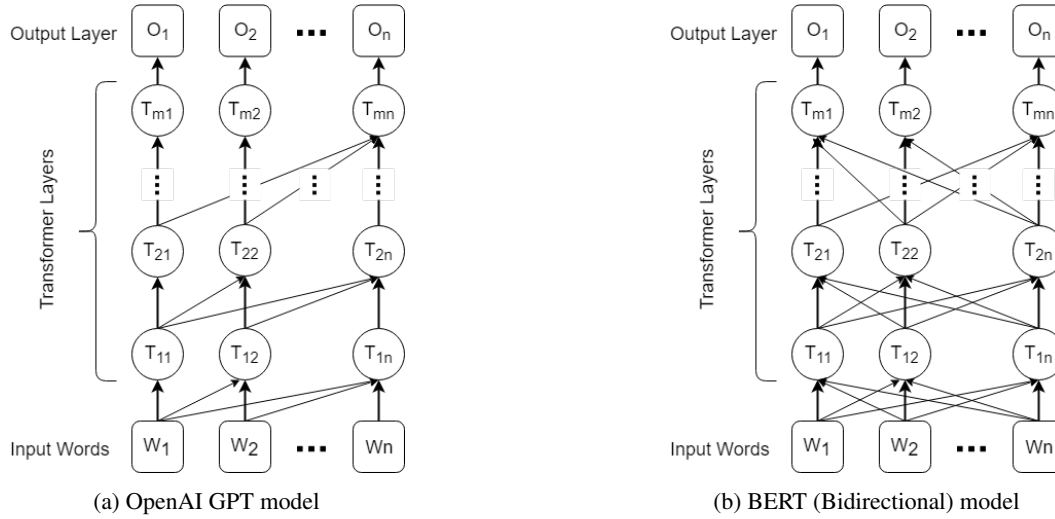 Output Layer O1 O2 On
Tm1 Tm2 Tmn
T21 T22 T2n
Transformer Layers
T11 T12 T1n
Input Words W1 W2 Wn
(a) OpenAI GPT model
Output Layer O1 O2 On
Tm1 Tm2 Tmn
T21 T22 T2n
Transformer Layers
T11 T12 T1n
Input Words W1 W2 Wn
(b) BERT (Bidirectional) model